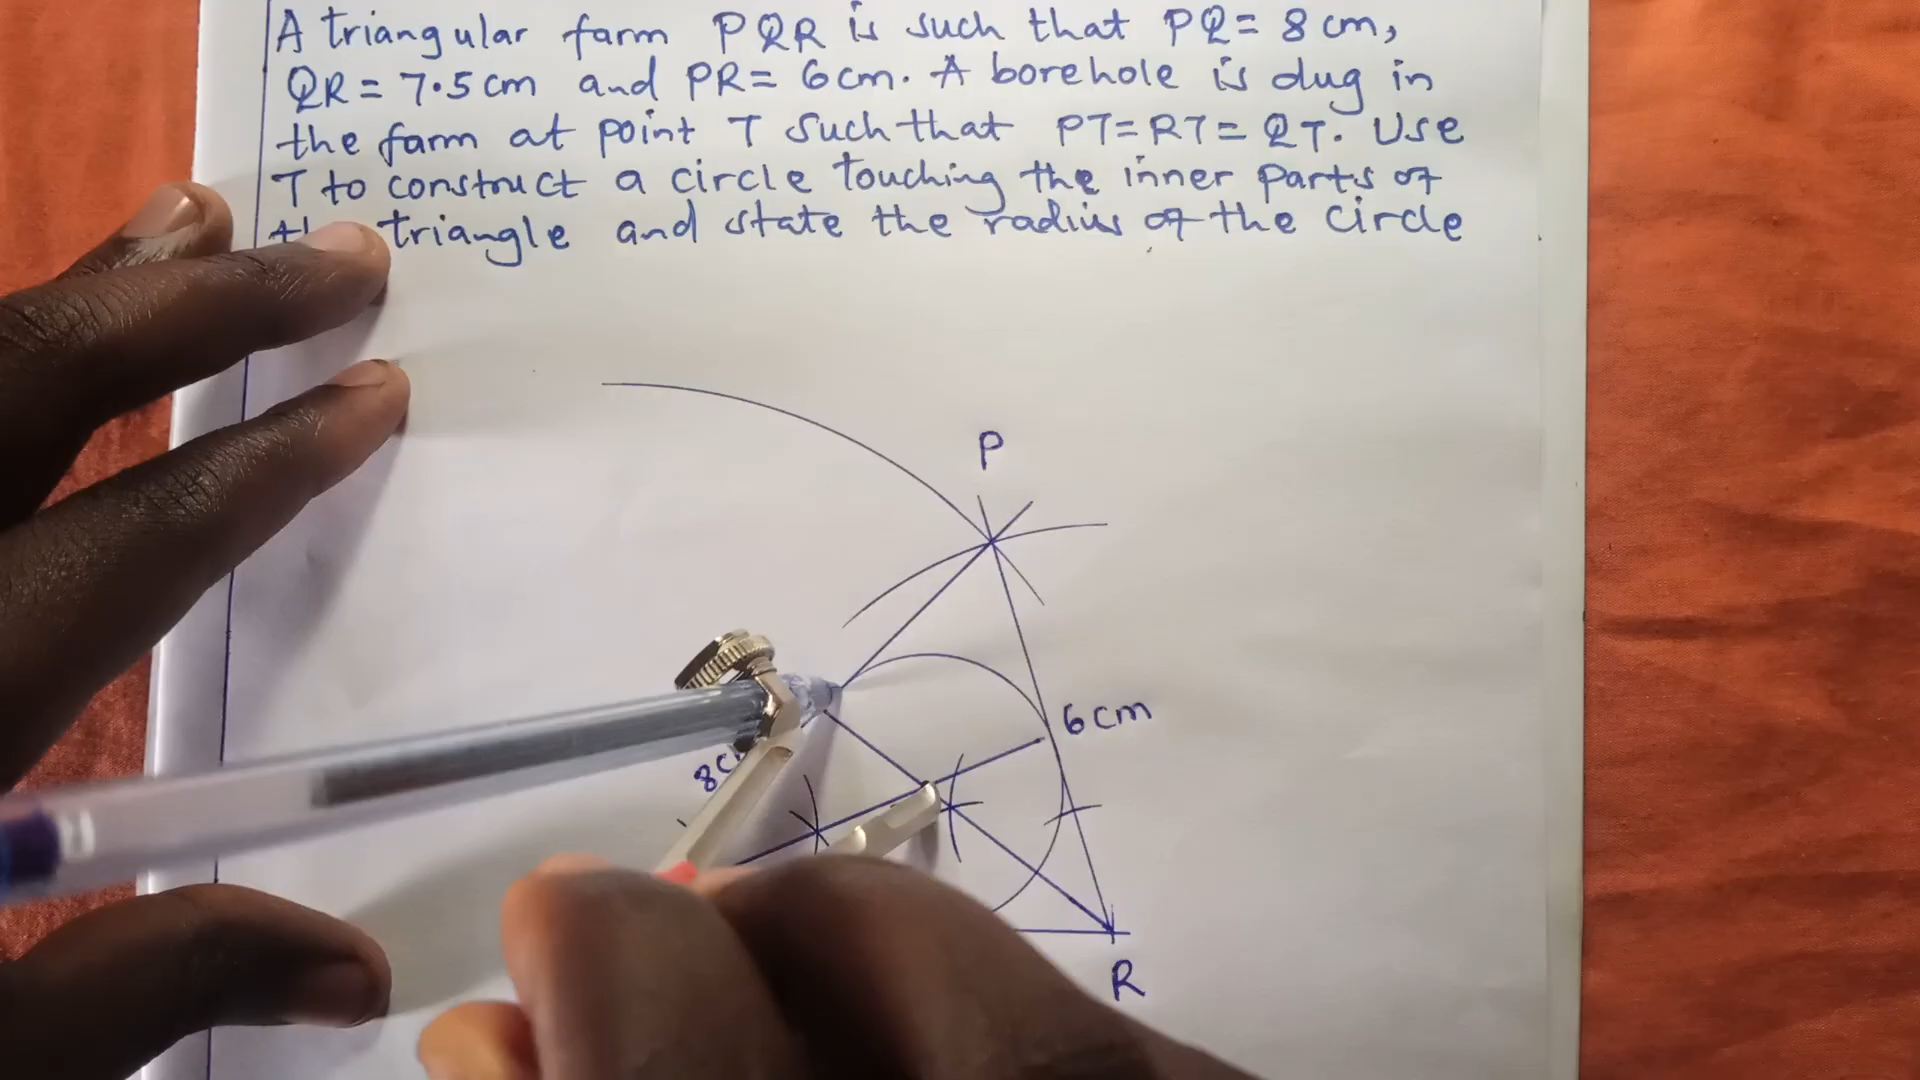 A triangular farm PQR is such that PQ = 8 cm,
QR = 7.5 cm and PR = 6 cm. A borehole is dug in
the farm at point T such that PT = RT = QT. Use
T to construct a circle touching the inner parts of
triangle and state the radius of the circle
P
6 cm
8
R